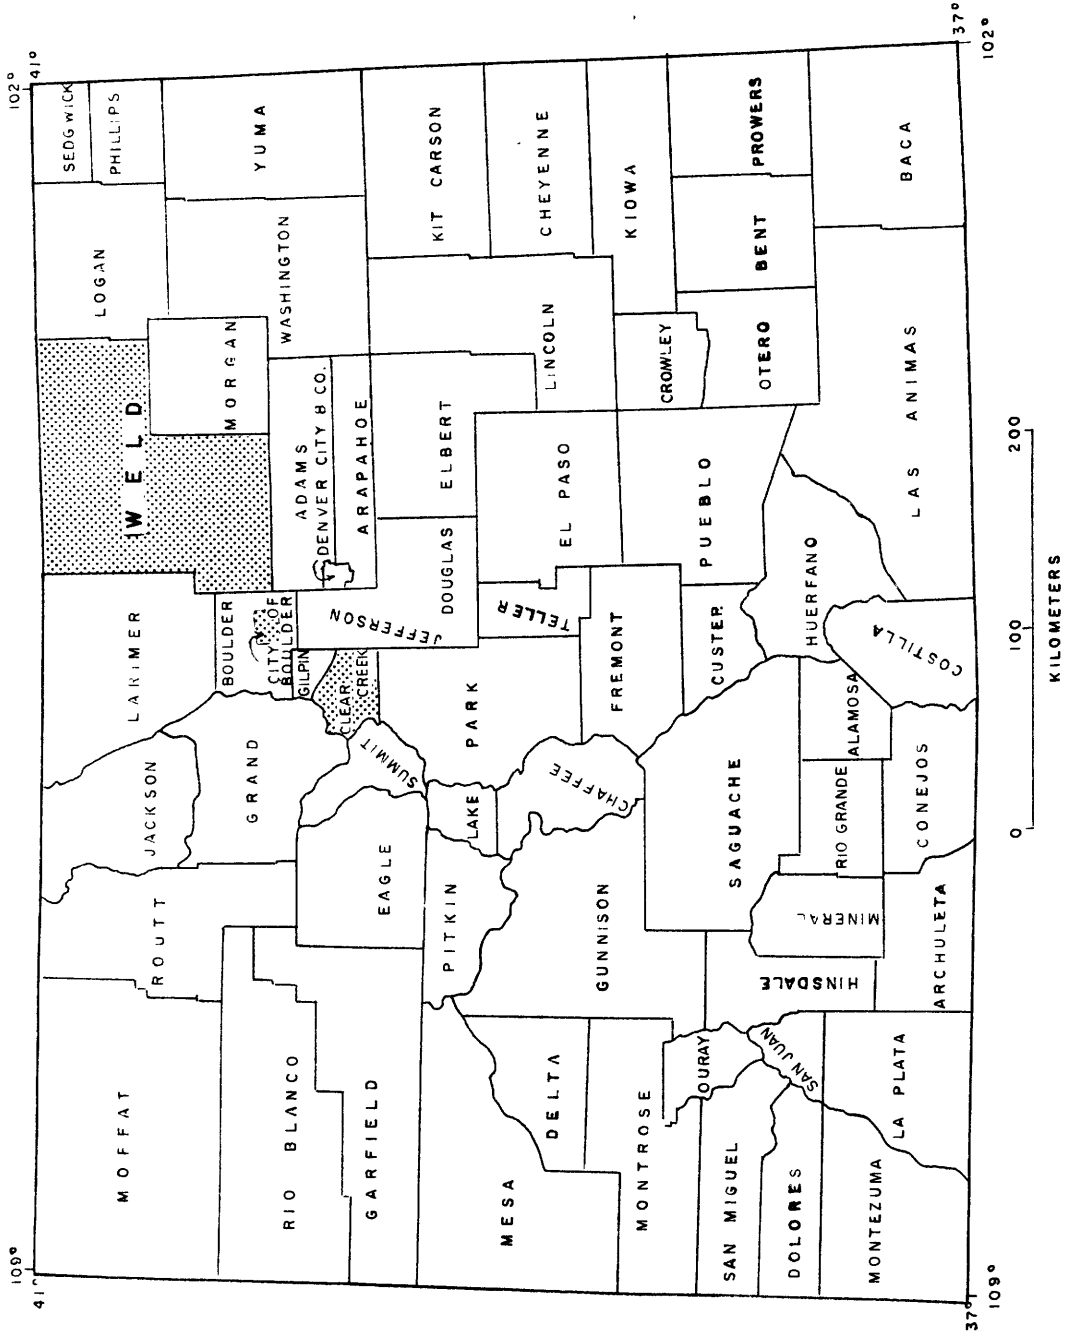 41°
109°
102°
41°
MOFFAT
ROUTT
JACKSON
LARIMER
WELD
LOGAN
SEDGWICK
PHILLIPS
MORGAN
WASHINGTON
YUMA
RIO BLANCO
GRAND
BOULDER
CITY OF
BOULDER
GILPIN
ADAMS
DENVER CITY & CO.
ARAPAHOE
GARFIELD
EAGLE
SUMMIT
CLEAR
CREEK
JEFFERSON
DOUGLAS
ELBERT
LINCOLN
KIT CARSON
MESA
PITKIN
LAKE
PARK
TELLER
EL PASO
CHEYENNE
DELTA
GUNNISON
CHAFFEE
FREMONT
PUEBLO
CROWLEY
KIOWA
MONTROSE
OURAY
SAGUACHE
CUSTER
OTERO
BENT
PROWERS
SAN MIGUEL
DOLORES
SAN JUAN
HINSDALE
MINERAL
RIO GRANDE
ALAMOSA
HUERFANO
COSTILLA
LAS ANIMAS
BACA
MONTEZUMA
LA PLATA
ARCHULETA
CONEJOS
37°
109°
37°
102°
0
100
200
KILOMETERS